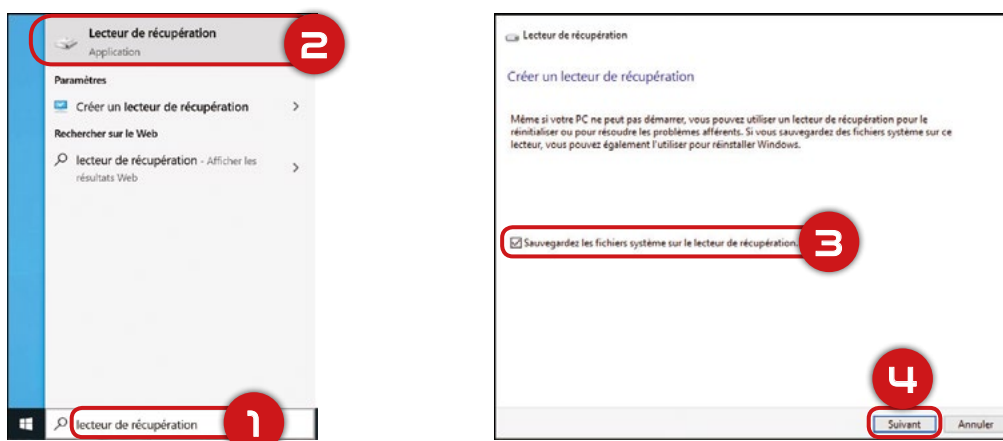 Lecteur de récupération
Application
2
Paramètres
Créer un lecteur de récupération
Rechercher sur le Web
lecteur de récupération - Afficher les
résultats Web
lecteur de récupération
1
Lecteur de récupération
Créer un lecteur de récupération
Même si votre PC ne peut pas démarrer, vous pouvez utiliser un lecteur de récupération pour le
réinitialiser ou pour résoudre les problèmes afférents. Si vous sauvegardez des fichiers système sur ce
lecteur, vous pouvez également l'utiliser pour réinstaller Windows.
Sauvegardez les fichiers système sur le lecteur de récupération.
3
4
Suivant
Annuler